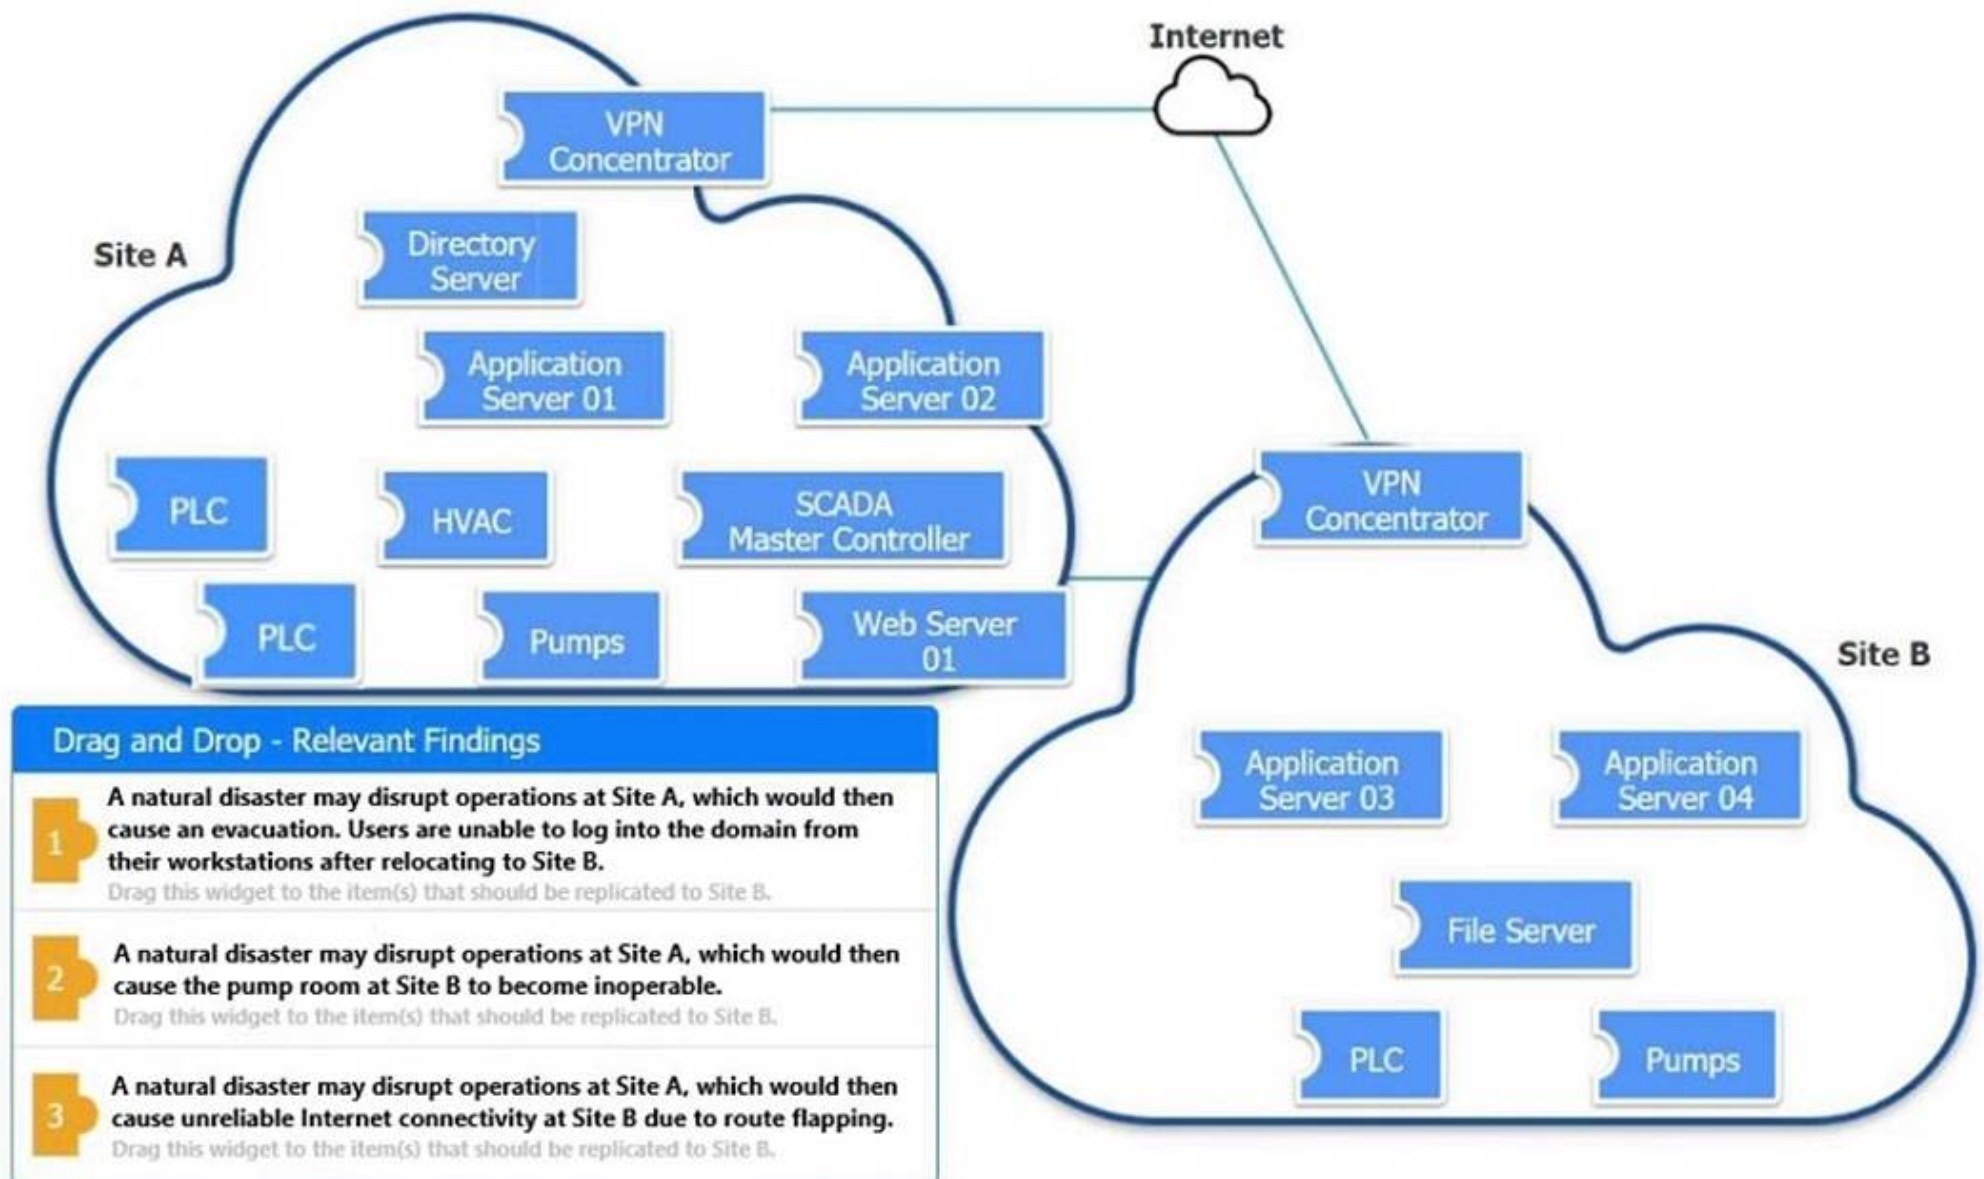 Internet
VPN
Concentrator
Site A
Directory
Server
Application
Server 01
Application
Server 02
PLC
HVAC
SCADA
Master Controller
PLC
Pumps
Web Server
01
VPN
Concentrator
Site B
Application
Server 03
Application
Server 04
File Server
PLC
Pumps
Drag and Drop - Relevant Findings
1
A natural disaster may disrupt operations at Site A, which would then
cause an evacuation. Users are unable to log into the domain from
their workstations after relocating to Site B.
Drag this widget to the item(s) that should be replicated to Site B.
2
A natural disaster may disrupt operations at Site A, which would then
cause the pump room at Site B to become inoperable.
Drag this widget to the item(s) that should be replicated to Site B.
3
A natural disaster may disrupt operations at Site A, which would then
cause unreliable Internet connectivity at Site B due to route flapping.
Drag this widget to the item(s) that should be replicated to Site B.